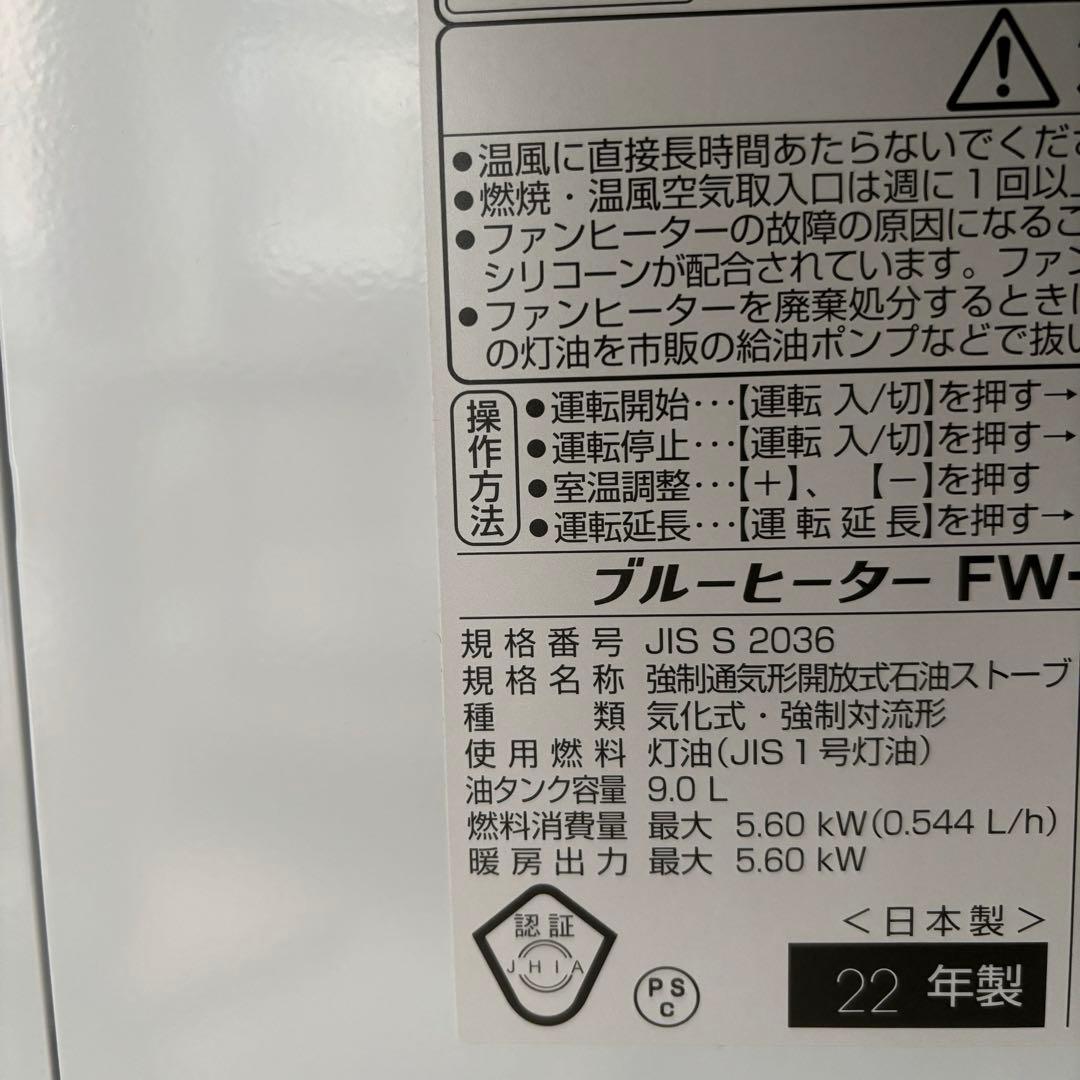 ●温風に直接長時間あたらないでくださ
●燃焼・温風空気取入口は週に1回以上
●ファンヒーターの故障の原因になるこ
シリコーンが配合されています。ファン
●ファンヒーターを廃棄処分するときは
の灯油を市販の給油ポンプなどで抜い
操作方法
●運転開始･･･【運転 入/切】を押す→
●運転停止･･･【運転 入/切】を押す→
●室温調整･･･【＋】、【－】を押す
●運転延長･･･【運 転 延 長】を押す→
ブルーヒーター FW-
規格番号 JIS S 2036
規格名称 強制通気形開放式石油ストーブ
種類 気化式・強制対流形
使用燃料 灯油(JIS1号灯油)
油タンク容量 9.0 L
燃料消費量 最大 5.60 kW(0.544 L/h)
暖房出力 最大 5.60 kW
認証
JHIA
PS
C
＜日本製＞
22 年製